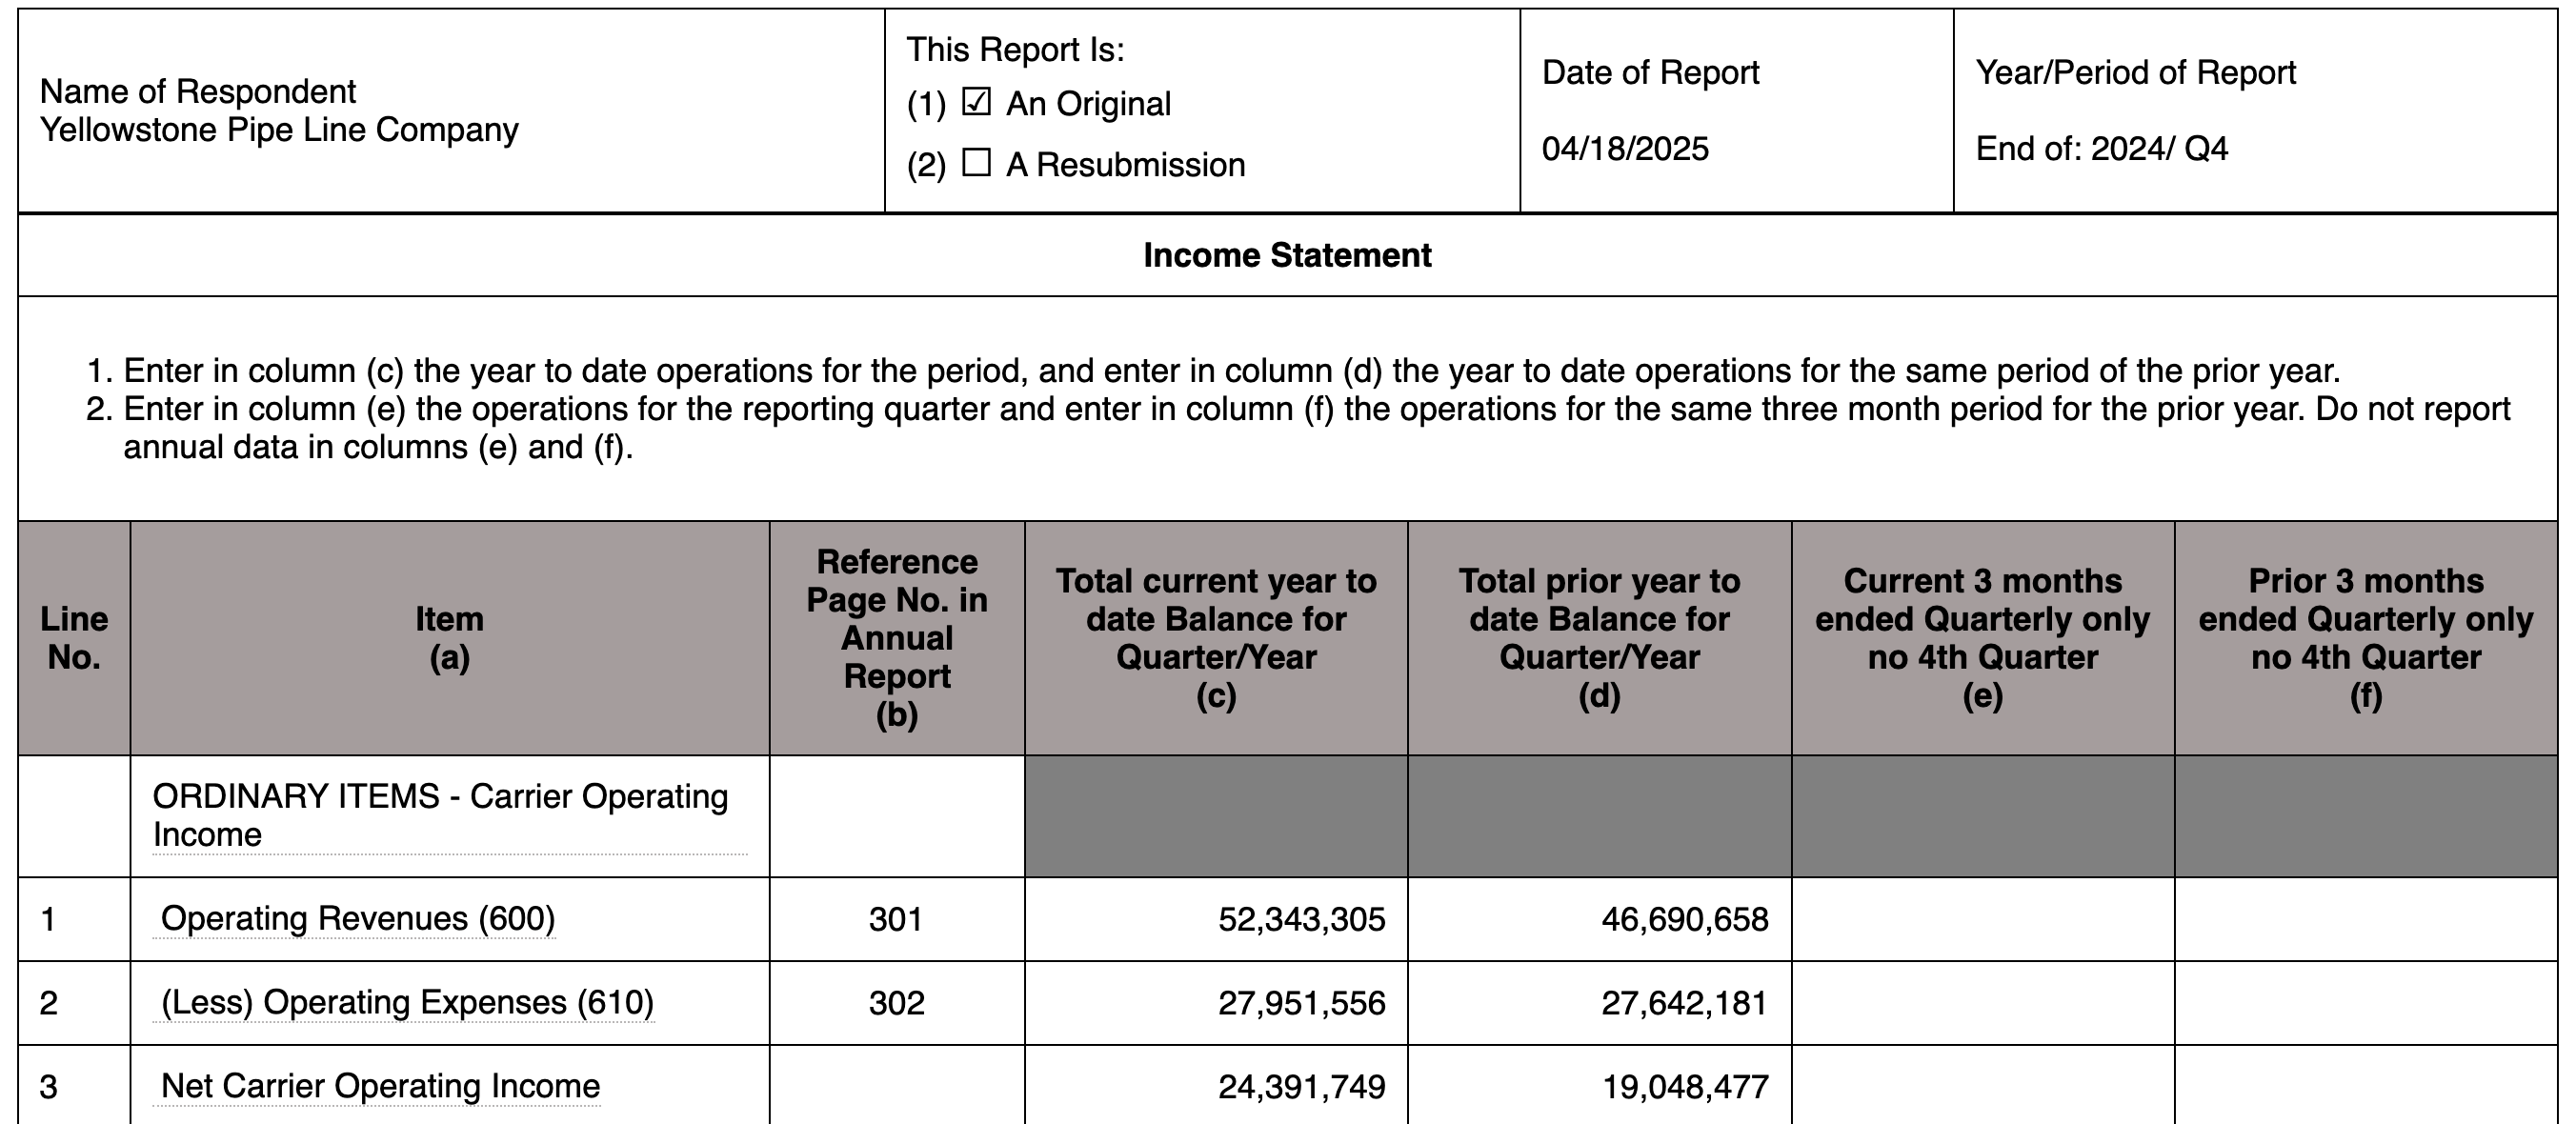 Name of Respondent
Yellowstone Pipe Line Company
This Report Is:
(1) ☑ An Original
(2) ☐ A Resubmission
Date of Report
04/18/2025
Year/Period of Report
End of: 2024/ Q4
Income Statement
1. Enter in column (c) the year to date operations for the period, and enter in column (d) the year to date operations for the same period of the prior year.
2. Enter in column (e) the operations for the reporting quarter and enter in column (f) the operations for the same three month period for the prior year. Do not report
annual data in columns (e) and (f).
Line
No.
Item
(a)
Reference
Page No. in
Annual
Report
(b)
Total current year to
date Balance for
Quarter/Year
(c)
Total prior year to
date Balance for
Quarter/Year
(d)
Current 3 months
ended Quarterly only
no 4th Quarter
(e)
Prior 3 months
ended Quarterly only
no 4th Quarter
(f)
ORDINARY ITEMS - Carrier Operating
Income
1 Operating Revenues (600) 301 52,343,305 46,690,658
2 (Less) Operating Expenses (610) 302 27,951,556 27,642,181
3 Net Carrier Operating Income 24,391,749 19,048,477